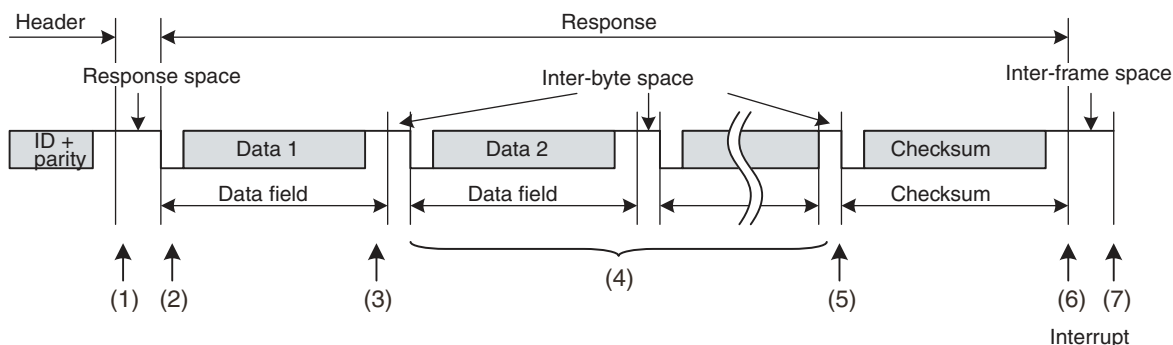 Header
Response
Response space
Inter-byte space
Inter-frame space
ID +
parity
Data 1
Data 2
Checksum
Data field
Data field
Checksum
(1)
(2)
(3)
(4)
(5)
(6)
(7)
Interrupt